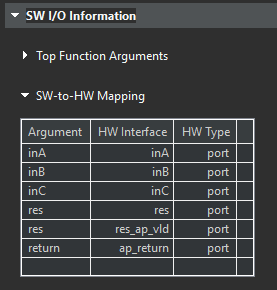 SW I/O Information
Top Function Arguments
SW-to-HW Mapping
Argument HW Interface HW Type
inA inA port
inB inB port
inC inC port
res res port
res res_ap_vld port
return ap_return port